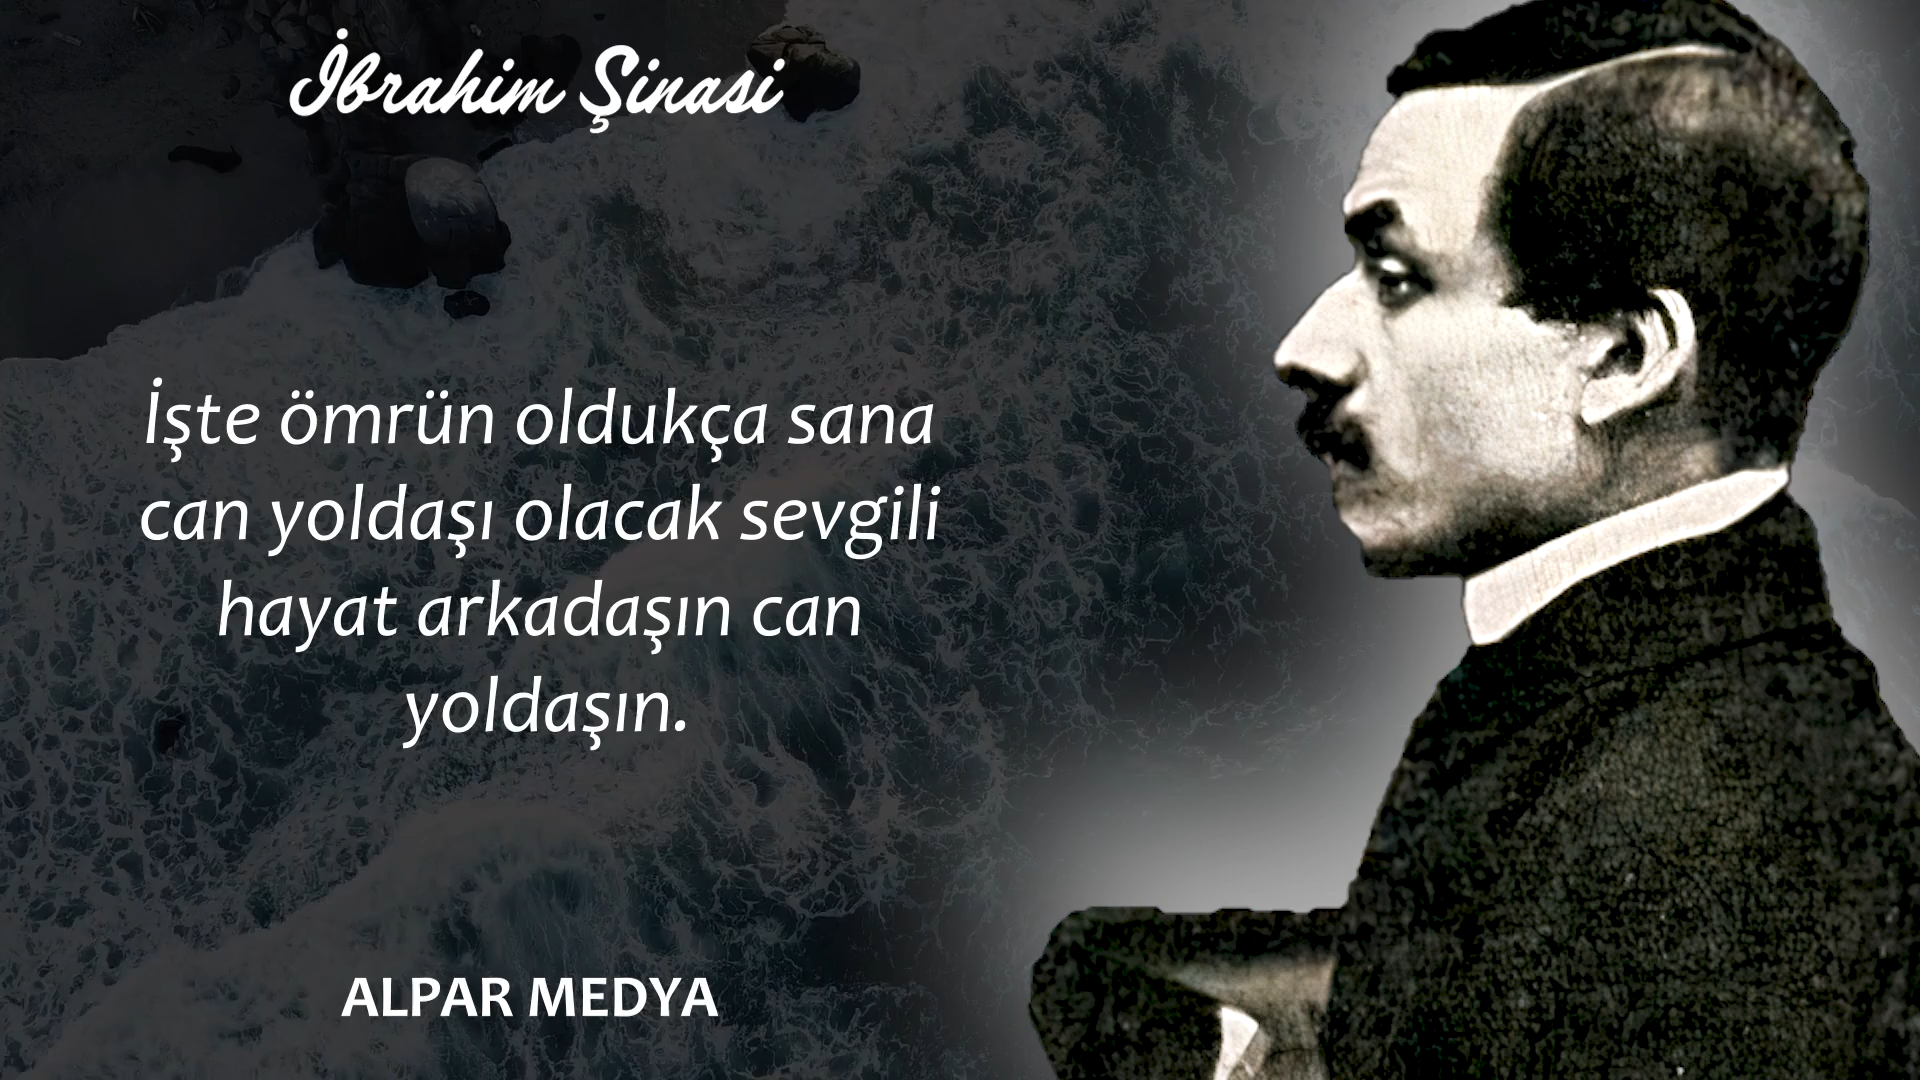 İbrahim Şinasi
İşte ömrün oldukça sana
can yoldaşı olacak sevgili
hayat arkadaşın can
yoldaşın.
ALPAR MEDYA